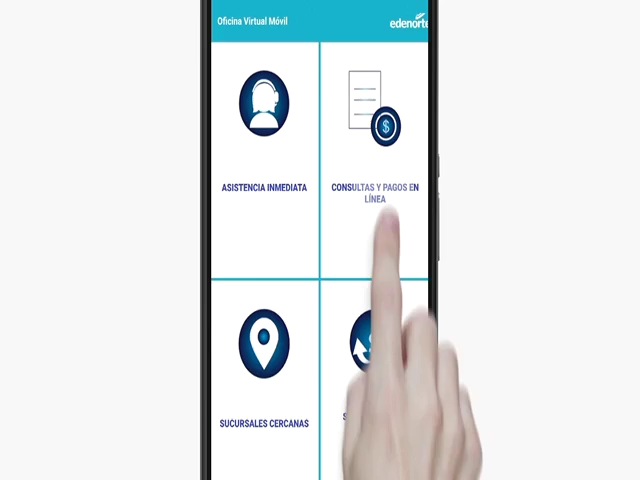 Oficina Virtual Móvil
edenorte
ASISTENCIA INMEDIATA
CONSULTAS Y PAGOS EN
LÍNEA
SUCURSALES CERCANAS